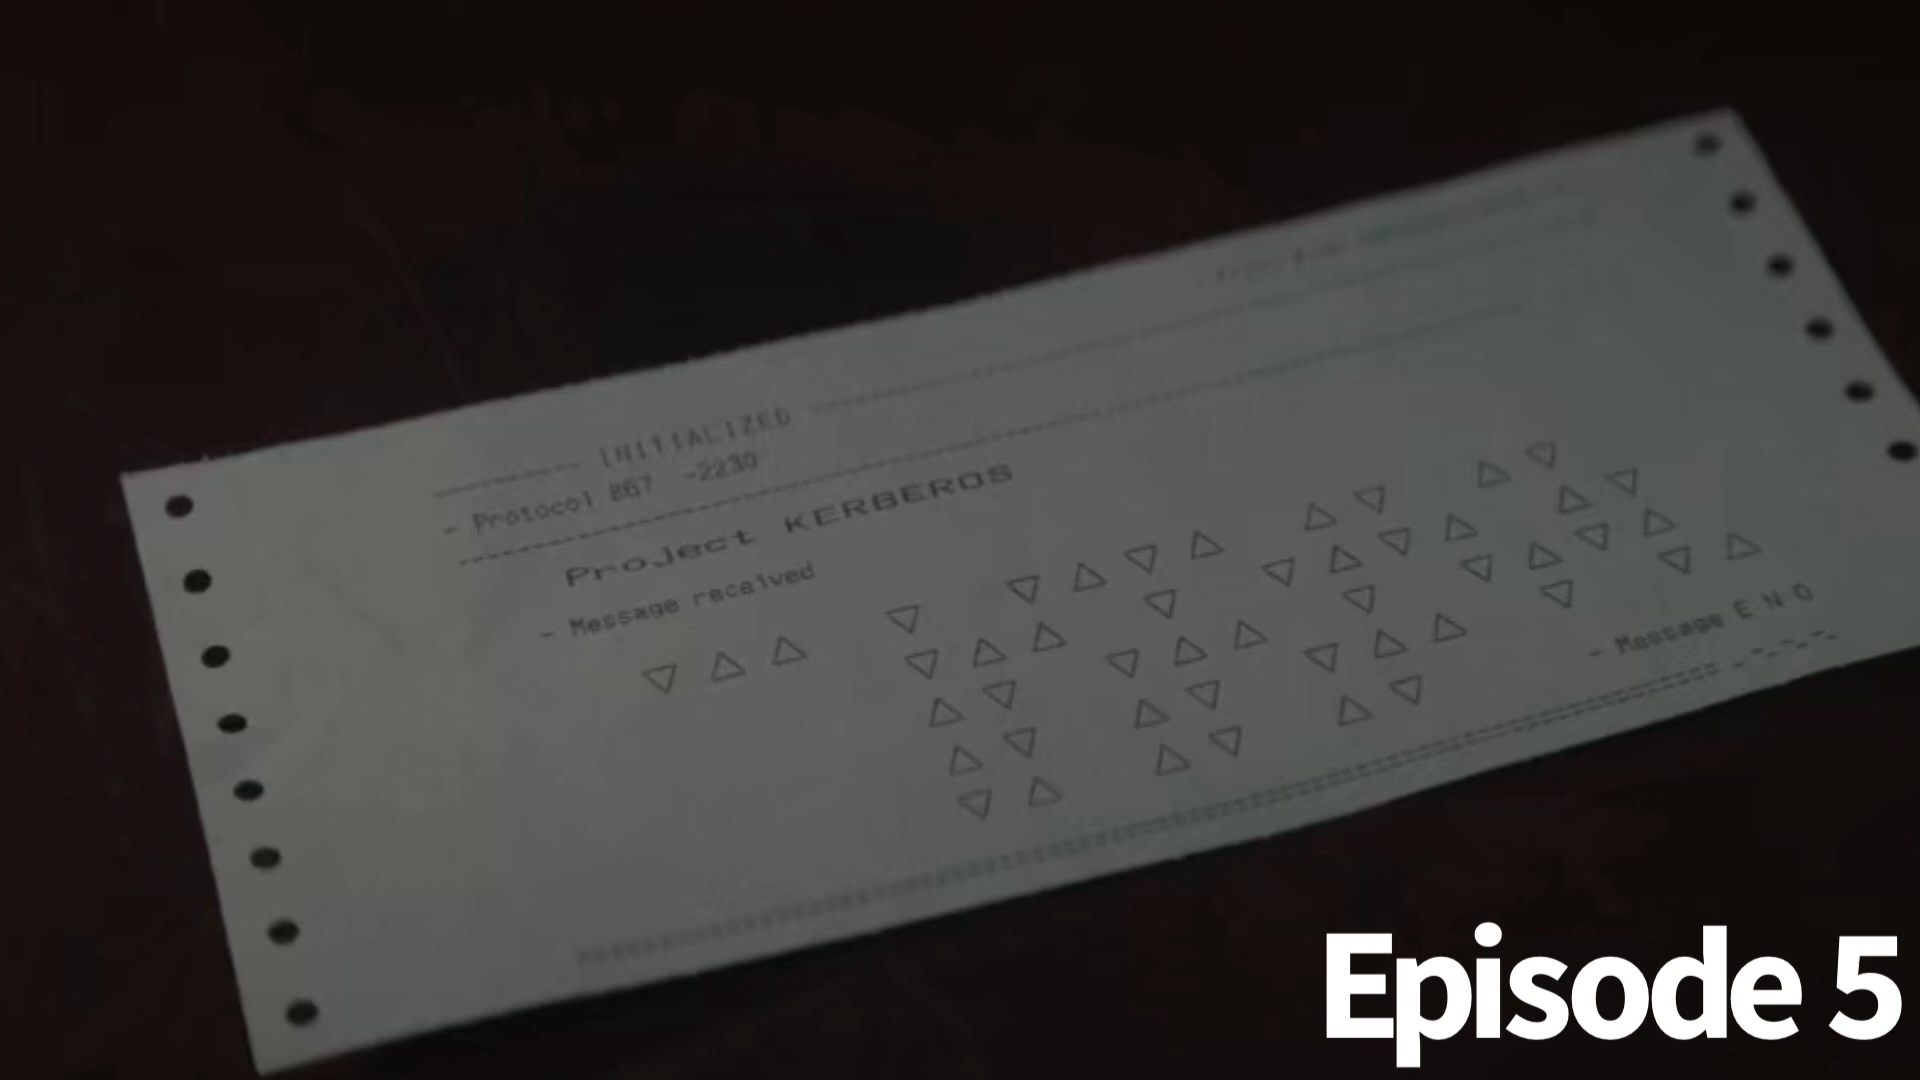 INITIALIZED
- Protocol 867 -2230
Project KERBEROS
- Message received
- Message E N D
Episode 5